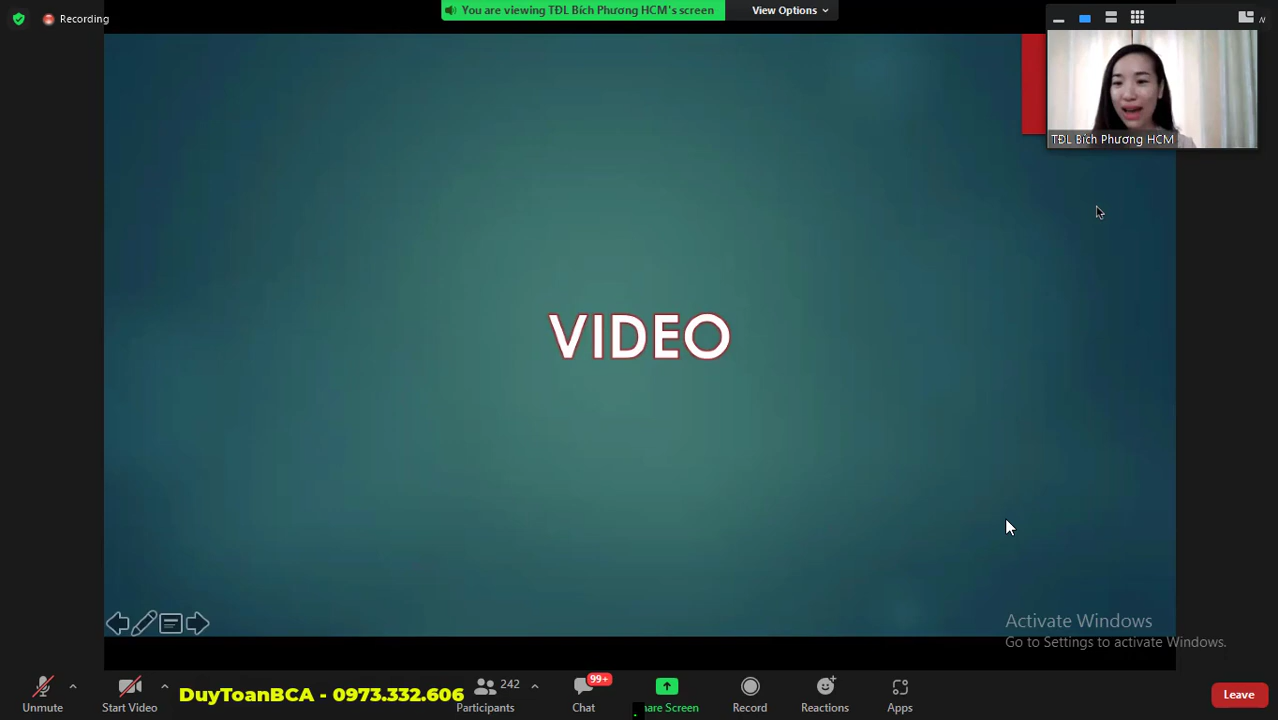 Recording
You are viewing TĐL Bích Phương HCM's screen
View Options
TĐL Bích Phương HCM
VIDEO
Activate Windows
Go to Settings to activate Windows.
Unmute
Start Video
DuyToanBCA - 0973.332.606
242
Participants
99+
Chat
hare Screen
Record
Reactions
Apps
Leave